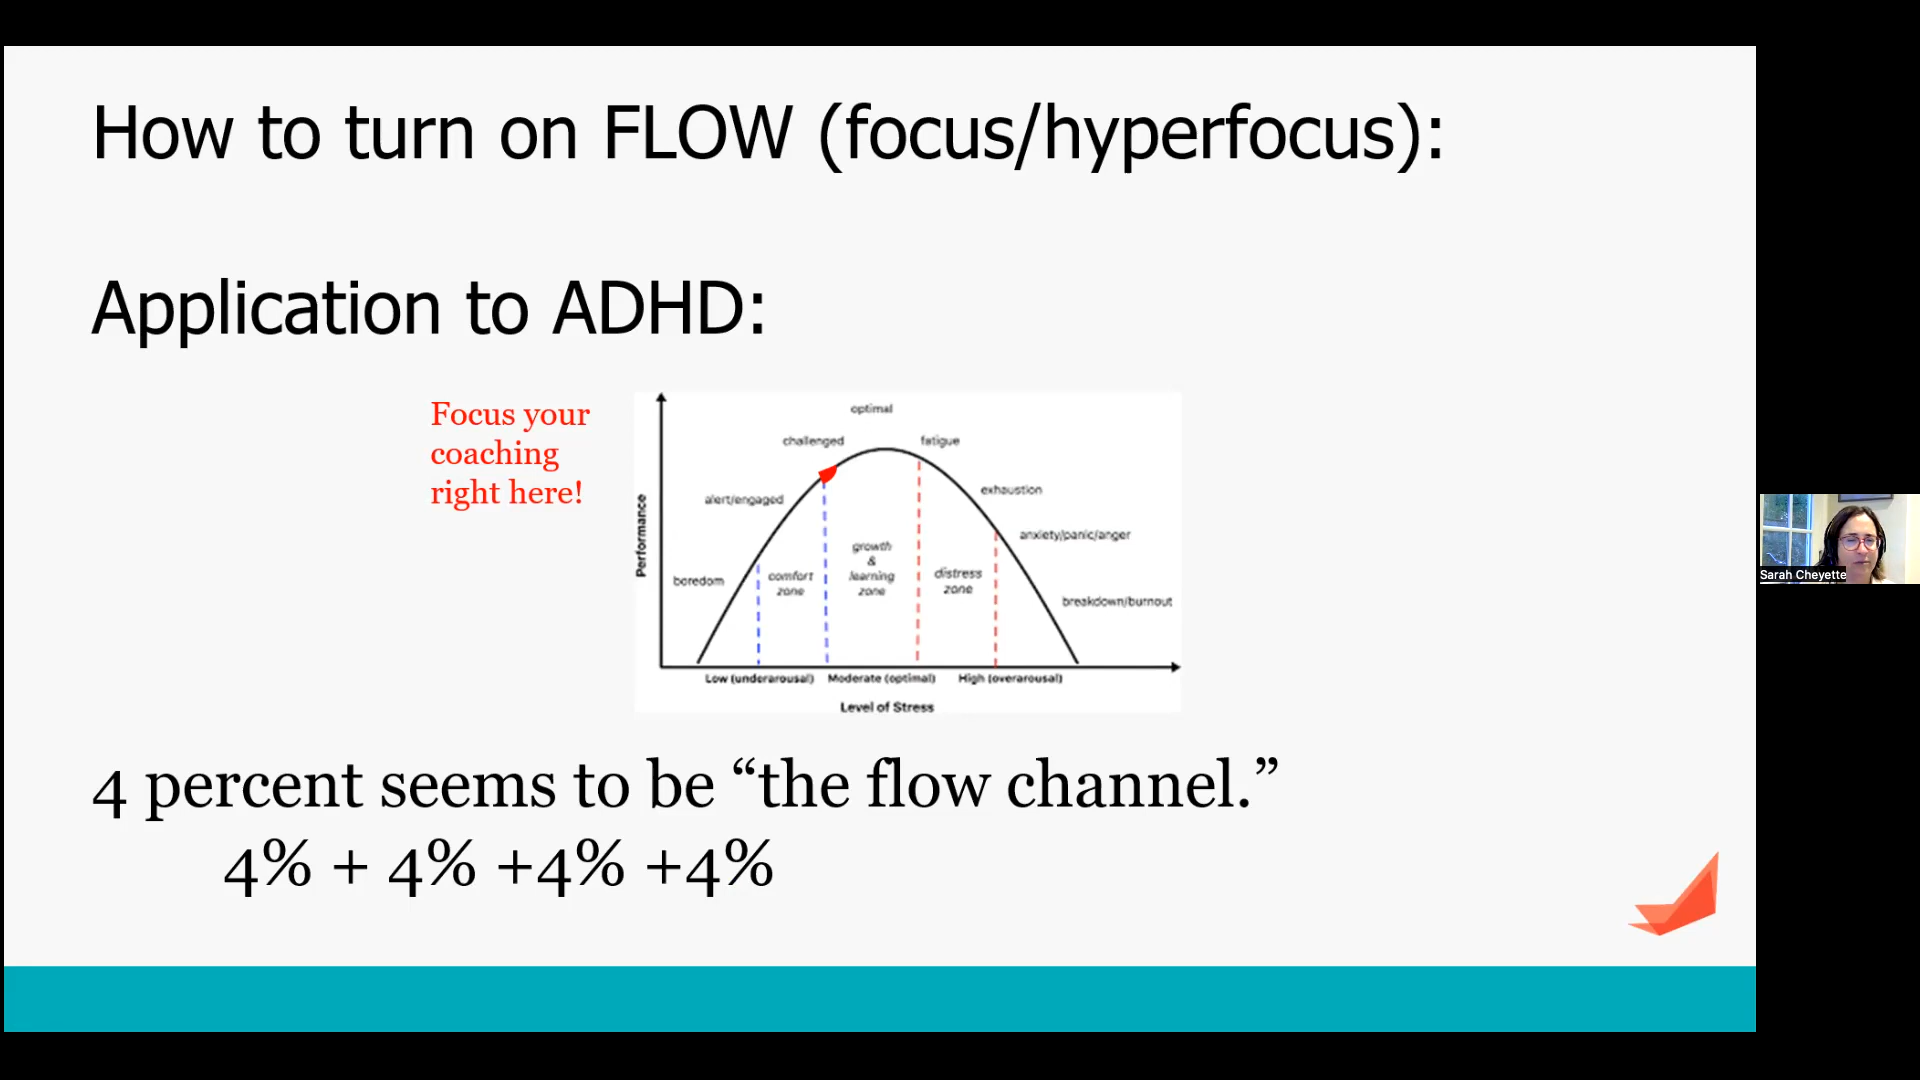 How to turn on FLOW (focus/hyperfocus):
Application to ADHD:
Focus your
coaching
right here!
optimal
challenged
fatigue
alert/engaged
exhaustion
anxiety/panic/anger
boredom
comfort
zone
growth
&
learning
zone
distress
zone
breakdown/burnout
Performance
Low (underarousal)
Moderate (optimal)
High (overarousal)
Level of Stress
4 percent seems to be “the flow channel.”
4% + 4% +4% +4%
Sarah Cheyette